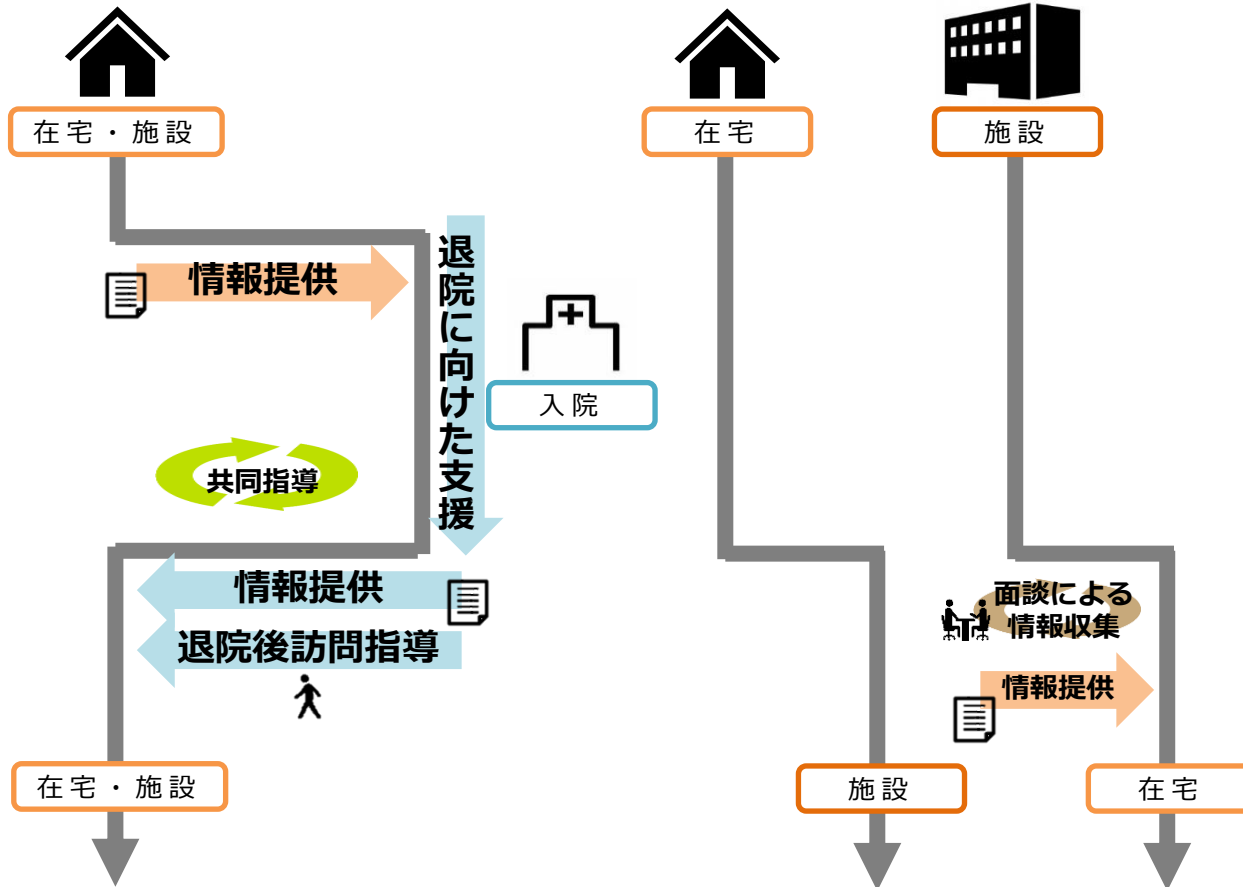 在宅・施設
情報提供
退院に向けた支援
入院
共同指導
情報提供
退院後訪問指導
在宅・施設
在宅
施設
施設
面談による
情報収集
情報提供
在宅